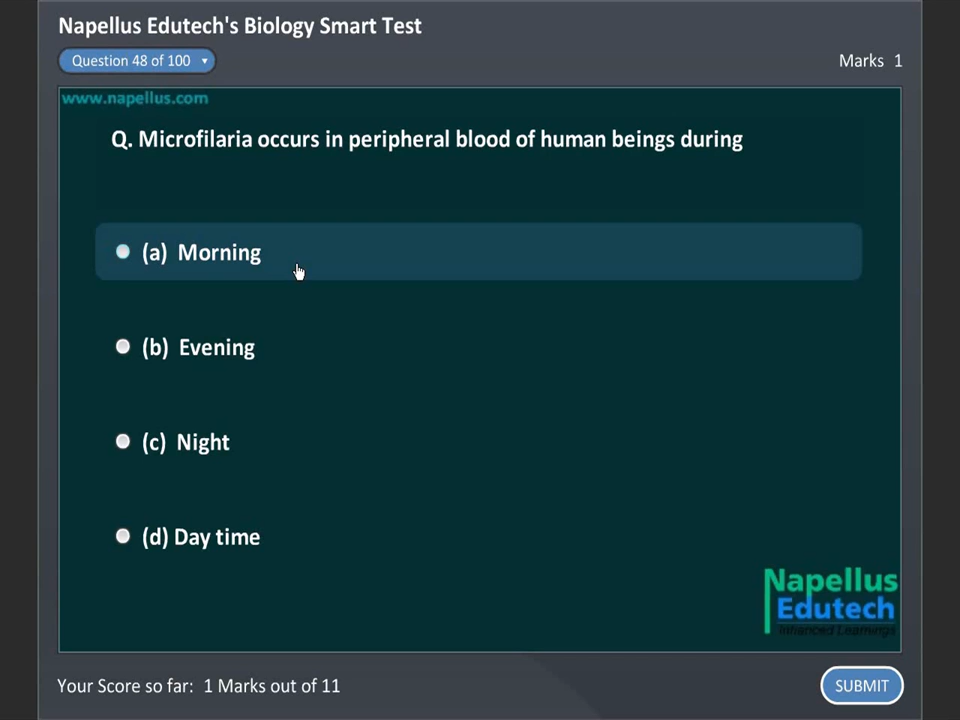 Napellus Edutech's Biology Smart Test
Question 48 of 100
Marks 1
www.napellus.com
Q. Microfilaria occurs in peripheral blood of human beings during
(a) Morning
(b) Evening
(c) Night
(d) Day time
Napellus
Edutech
Enhanced Learnings
Your Score so far: 1 Marks out of 11
SUBMIT